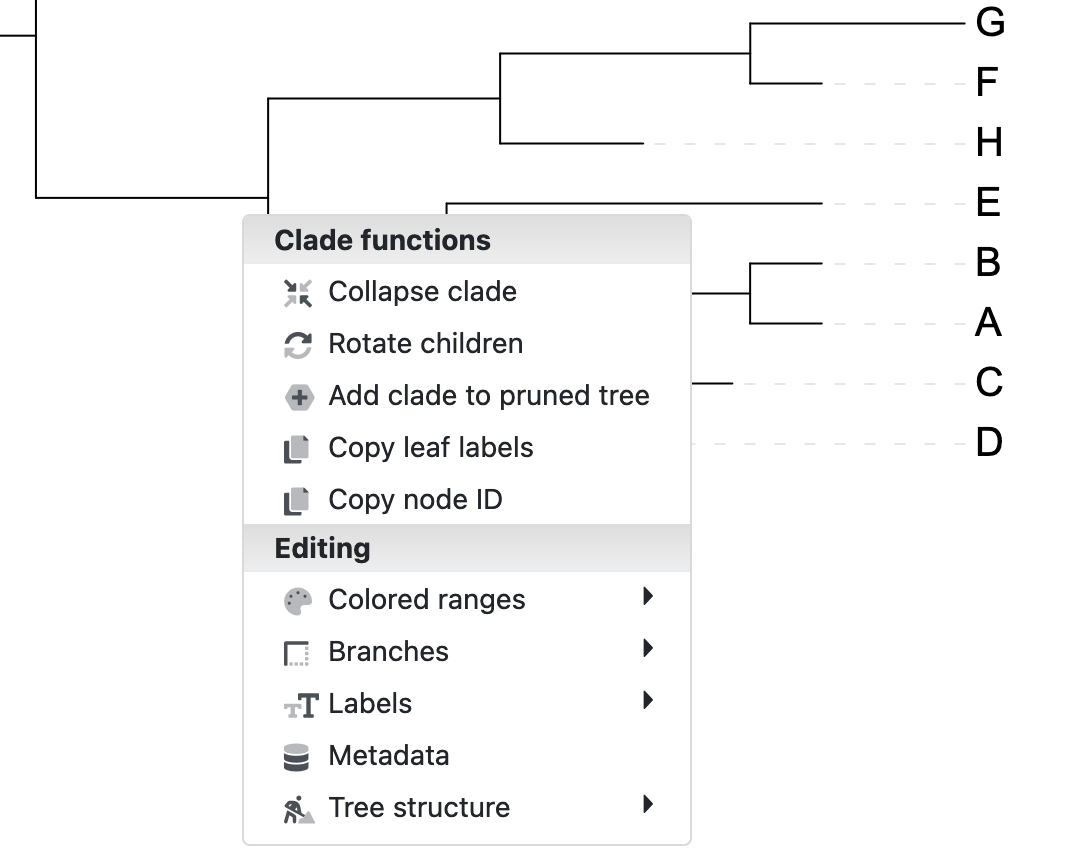 G
F
H
E
B
A
C
D
Clade functions
Collapse clade
Rotate children
Add clade to pruned tree
Copy leaf labels
Copy node ID
Editing
Colored ranges
Branches
Labels
Metadata
Tree structure